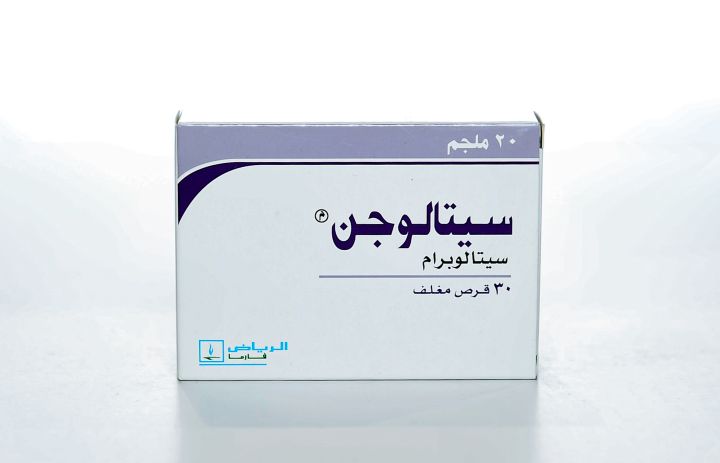 ٢٠ ملجم
سيتالوجن م
سيتالوبرام
٣٠ قرص مغلف
الرياض
فارما